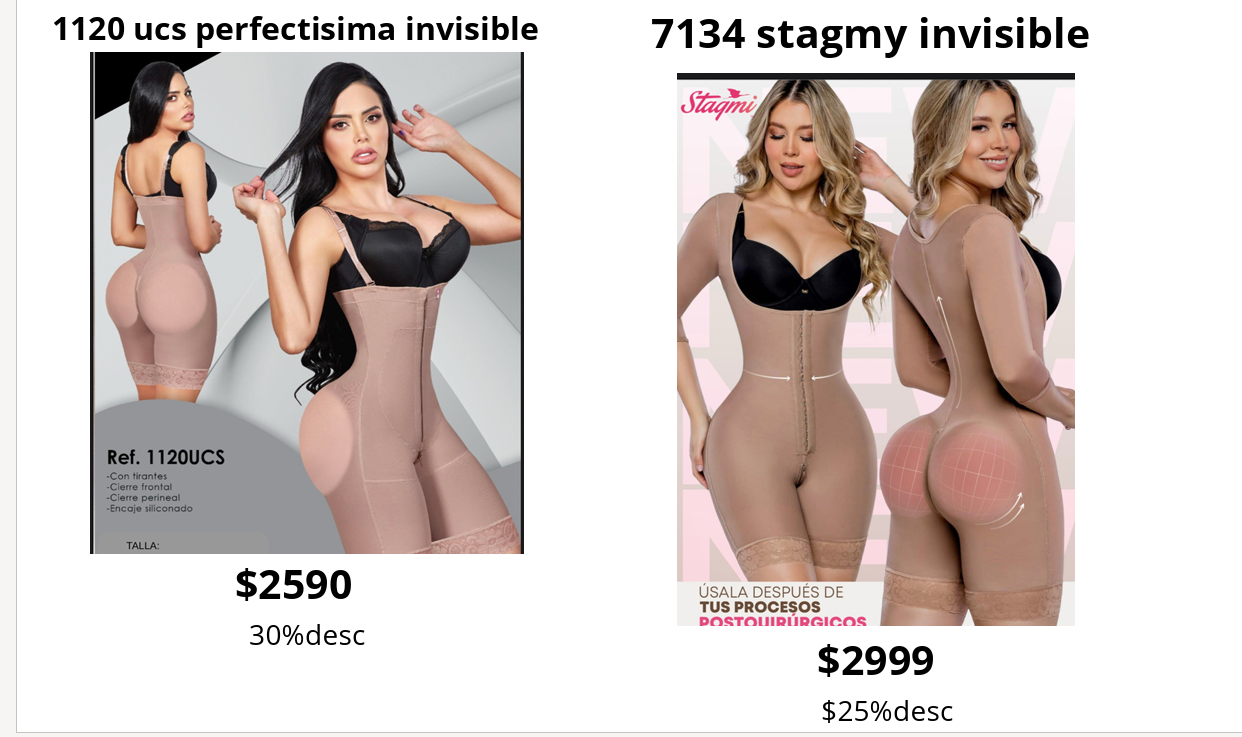 1120 ucs perfectisima invisible
Ref. 1120UCS
-Con tirantes
-Cierre frontal
-Cierre perineal
-Encaje siliconado
TALLA:
$2590
30%desc
7134 stagmy invisible
Stagmi
ÚSALA DESPUÉS DE
TUS PROCESOS
POSTQUIRÚRGICOS
$2999
$25%desc